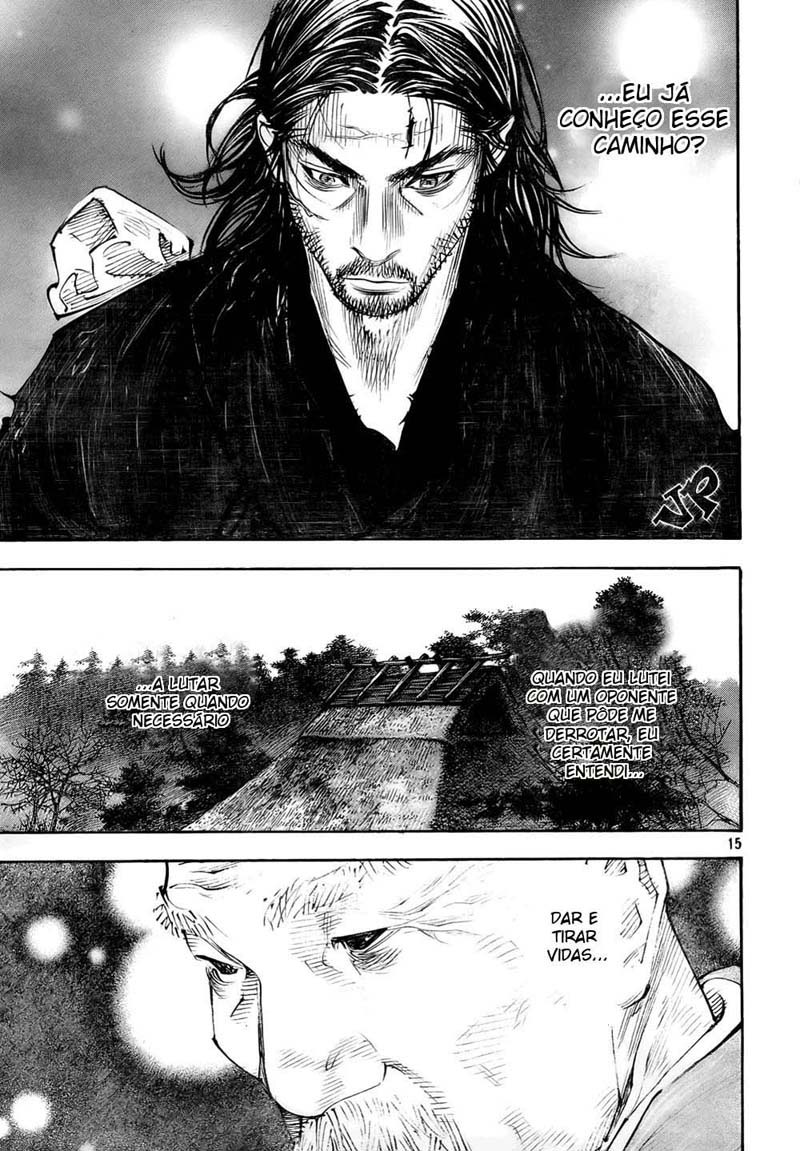 ...EU JÁ
CONHEÇO ESSE
CAMINHO?
VP
QUANDO EU LUTEI
COM UM OPONENTE
QUE PÔDE ME
DERROTAR, EU
CERTAMENTE
ENTENDI...
...A LUTAR
SOMENTE QUANDO
NECESSÁRIO
15
DAR E
TIRAR
VIDAS...